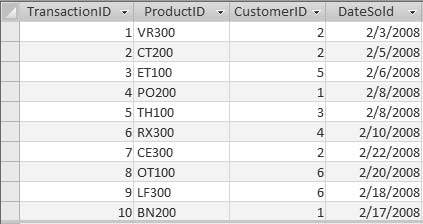 TransactionID ProductID CustomerID DateSold
1 VR300 2 2/3/2008
2 CT200 2 2/5/2008
3 ET100 5 2/6/2008
4 PO200 1 2/8/2008
5 TH100 3 2/8/2008
6 RX300 4 2/10/2008
7 CE300 2 2/22/2008
8 OT100 6 2/20/2008
9 LF300 6 2/18/2008
10 BN200 1 2/17/2008